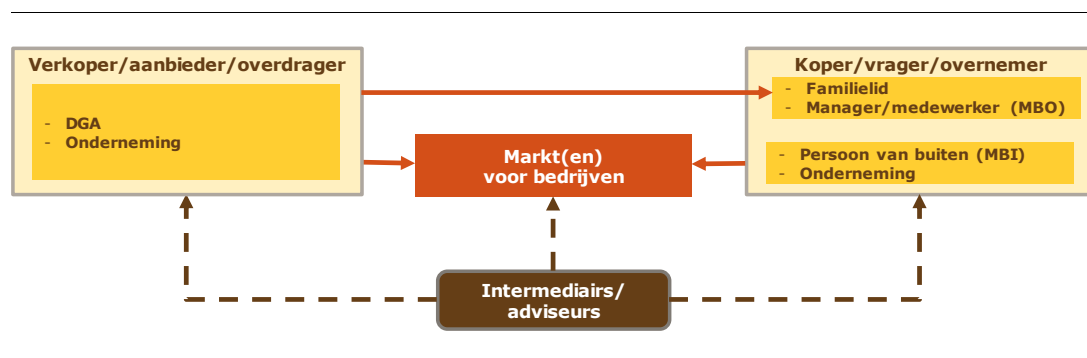 Verkoper/aanbieder/overdrager
- DGA
- Onderneming
Markt(en)
voor bedrijven
Koper/vrager/overnemer
- Familielid
- Manager/medewerker (MBO)
- Persoon van buiten (MBI)
- Onderneming
Intermediairs/
adviseurs